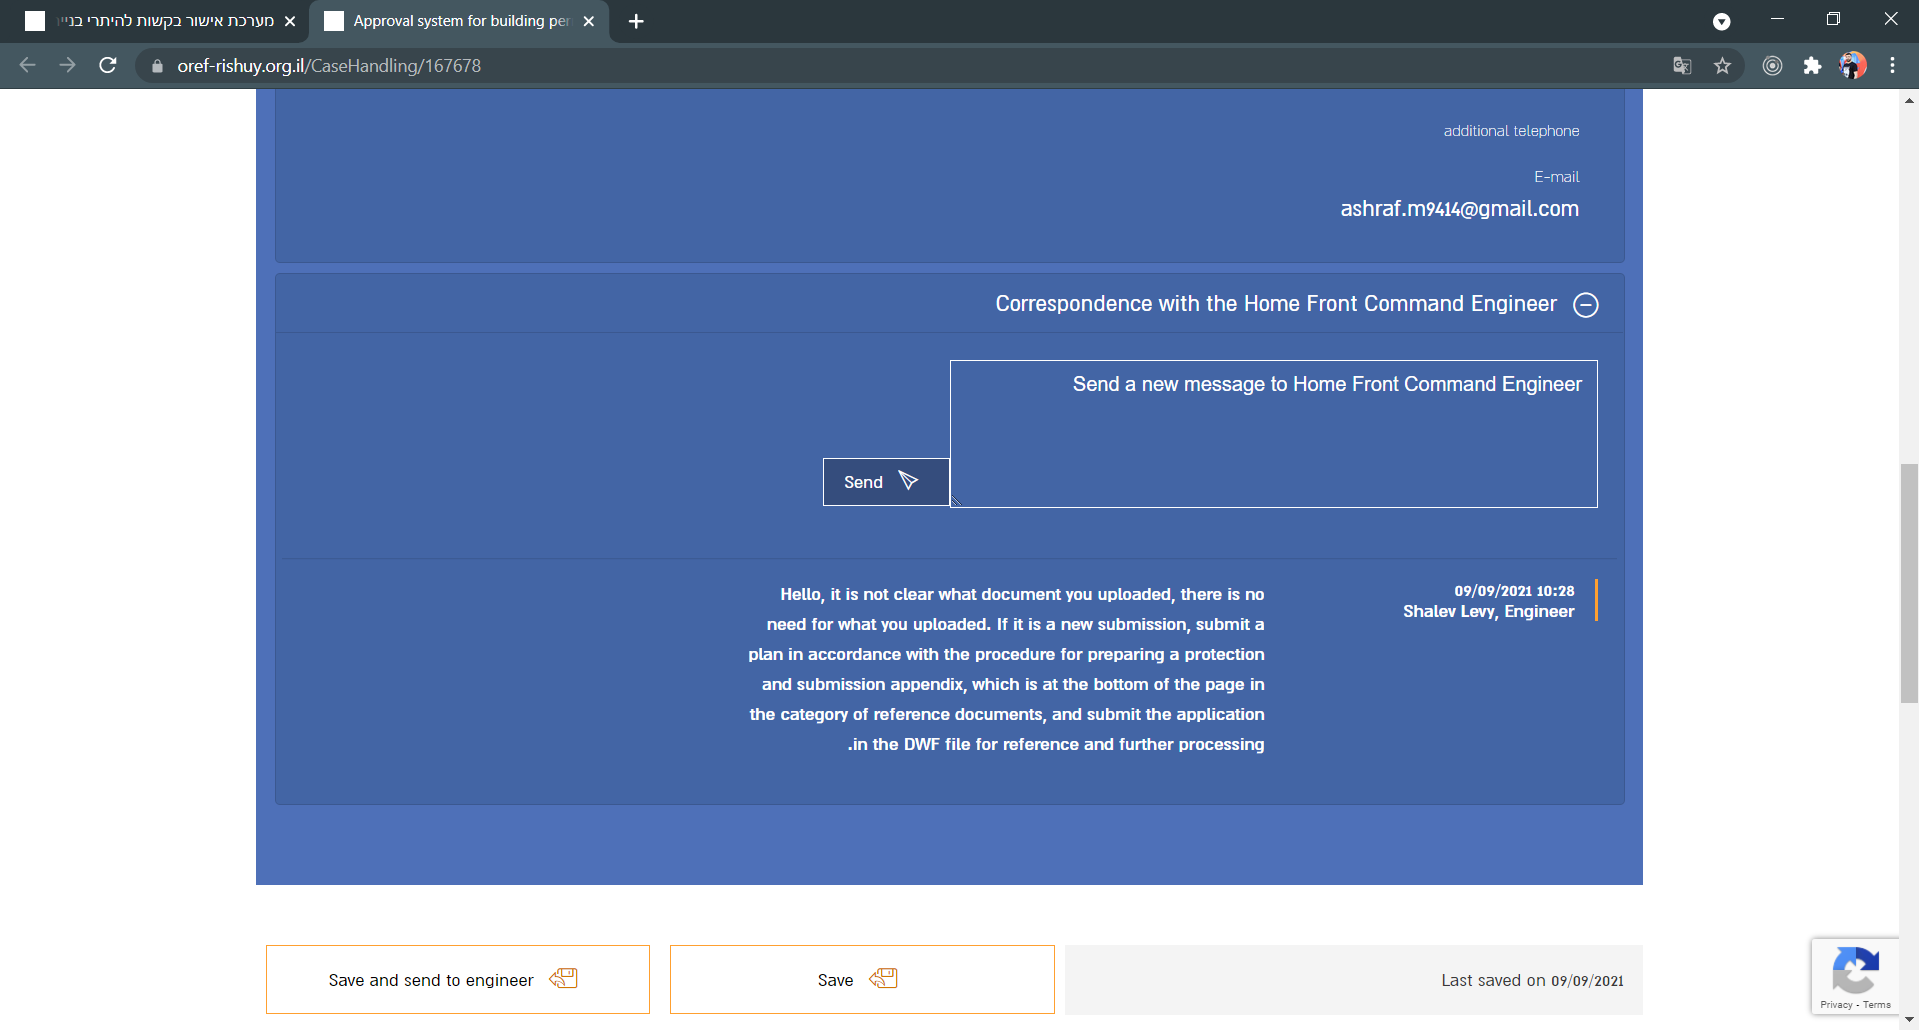 מערכת אישור בקשות להיתרי בניי
Approval system for building per
oref-rishuy.org.il/CaseHandling/167678
additional telephone
E-mail
ashraf.m9414@gmail.com
Correspondence with the Home Front Command Engineer
Send a new message to Home Front Command Engineer
Send
09/09/2021 10:28
Shalev Levy, Engineer
Hello, it is not clear what document you uploaded, there is no
need for what you uploaded. If it is a new submission, submit a
plan in accordance with the procedure for preparing a protection
and submission appendix, which is at the bottom of the page in
the category of reference documents, and submit the application
.in the DWF file for reference and further processing
Save and send to engineer
Save
Last saved on 09/09/2021
Privacy - Terms